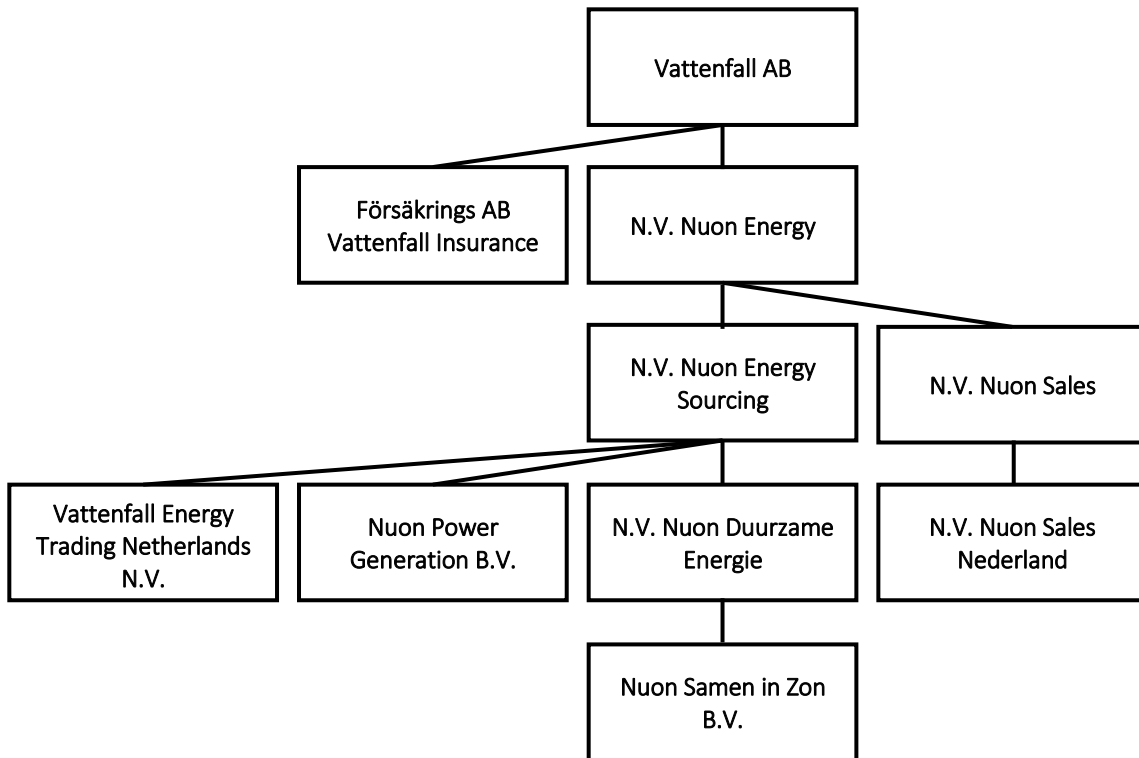 Vattenfall AB
Försäkrings AB
Vattenfall Insurance
N.V. Nuon Energy
N.V. Nuon Energy
Sourcing
N.V. Nuon Sales
Vattenfall Energy
Trading Netherlands
N.V.
Nuon Power
Generation B.V.
N.V. Nuon Duurzame
Energie
N.V. Nuon Sales
Nederland
Nuon Samen in Zon
B.V.